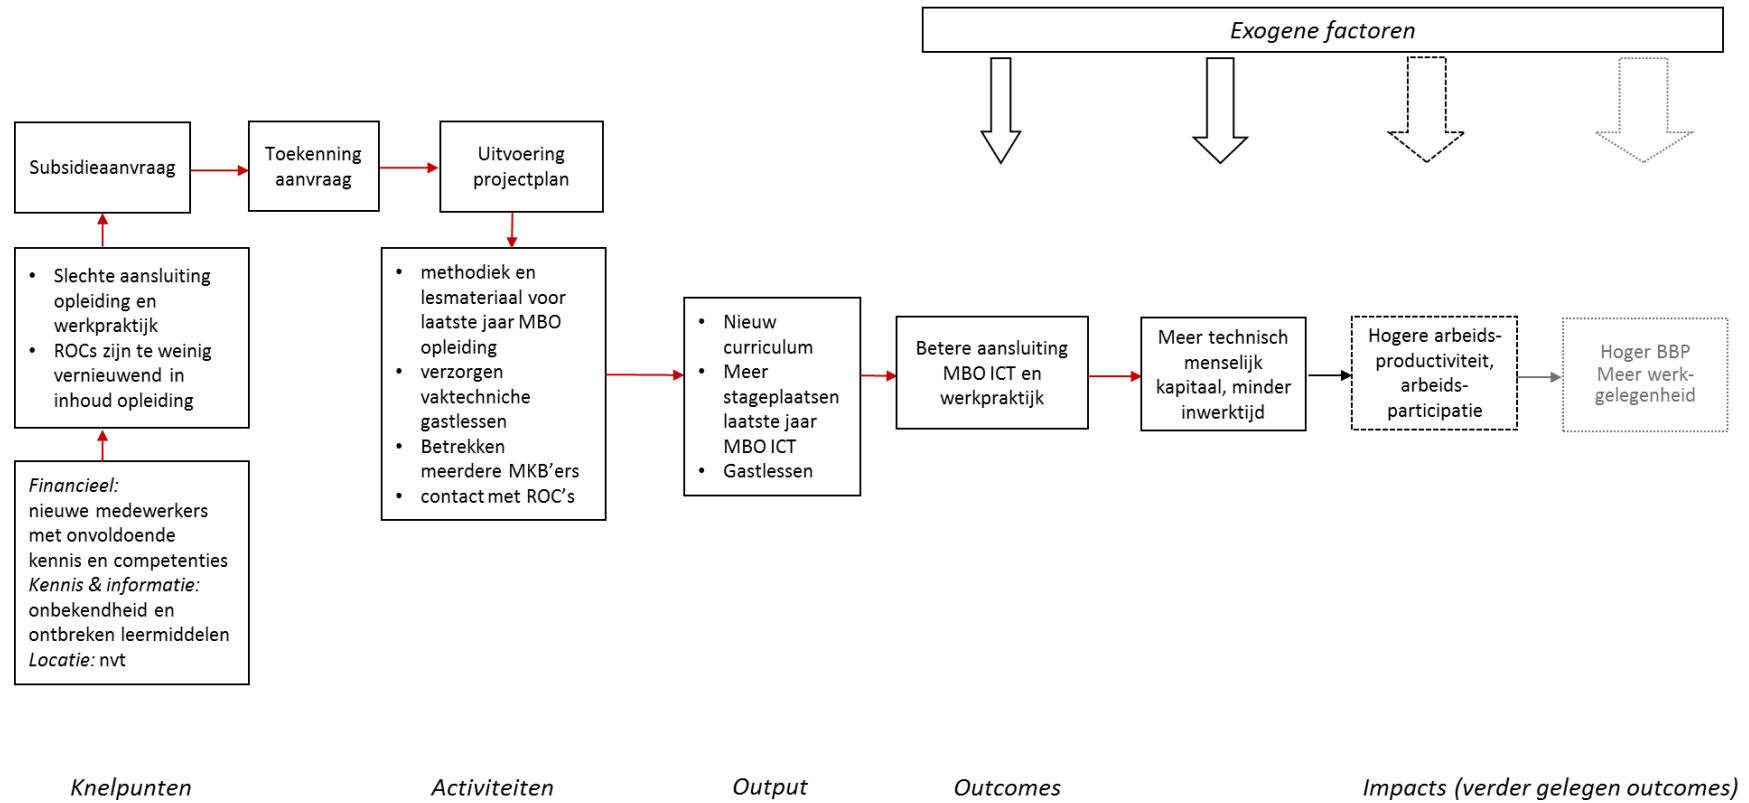 Exogene factoren
Subsidieaanvraag
Toekenning
aanvraag
Uitvoering
projectplan
• Slechte aansluiting
opleiding en
werkpraktijk
• ROCs zijn te weinig
vernieuwend in
inhoud opleiding
Financieel:
nieuwe medewerkers
met onvoldoende
kennis en competenties
Kennis & informatie:
onbekendheid en
ontbreken leermiddelen
Locatie: nvt
• methodiek en
lesmateriaal voor
laatste jaar MBO
opleiding
• verzorgen
vaktechniche
gastlessen
• Betrekken
meerdere MKB’ers
• contact met ROC’s
• Nieuw
curriculum
• Meer
stageplaatsen
laatste jaar
MBO ICT
• Gastlessen
Betere aansluiting
MBO ICT en
werkpraktijk
Meer technisch
menselijk
kapitaal, minder
inwerktijd
Hogere arbeids-
productiviteit,
arbeids-
participatie
Hoger BBP
Meer werk-
gelegenheid
Knelpunten
Activiteiten
Output
Outcomes
Impacts (verder gelegen outcomes)